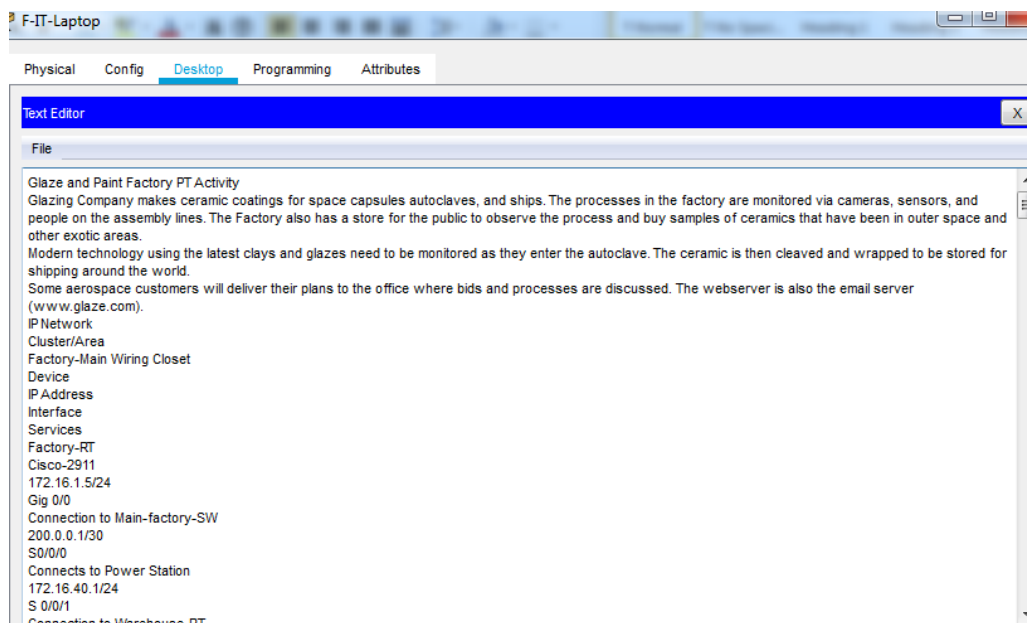 F-IT-Laptop
Physical Config Desktop Programming Attributes
Text Editor X
File
Glaze and Paint Factory PT Activity
Glazing Company makes ceramic coatings for space capsules autoclaves, and ships. The processes in the factory are monitored via cameras, sensors, and
people on the assembly lines. The Factory also has a store for the public to observe the process and buy samples of ceramics that have been in outer space and
other exotic areas.
Modern technology using the latest clays and glazes need to be monitored as they enter the autoclave. The ceramic is then cleaved and wrapped to be stored for
shipping around the world.
Some aerospace customers will deliver their plans to the office where bids and processes are discussed. The webserver is also the email server
(www.glaze.com).
IP Network
Cluster/Area
Factory-Main Wiring Closet
Device
IP Address
Interface
Services
Factory-RT
Cisco-2911
172.16.1.5/24
Gig 0/0
Connection to Main-factory-SW
200.0.0.1/30
S0/0/0
Connects to Power Station
172.16.40.1/24
S 0/0/1
Connection to Warehouse-RT